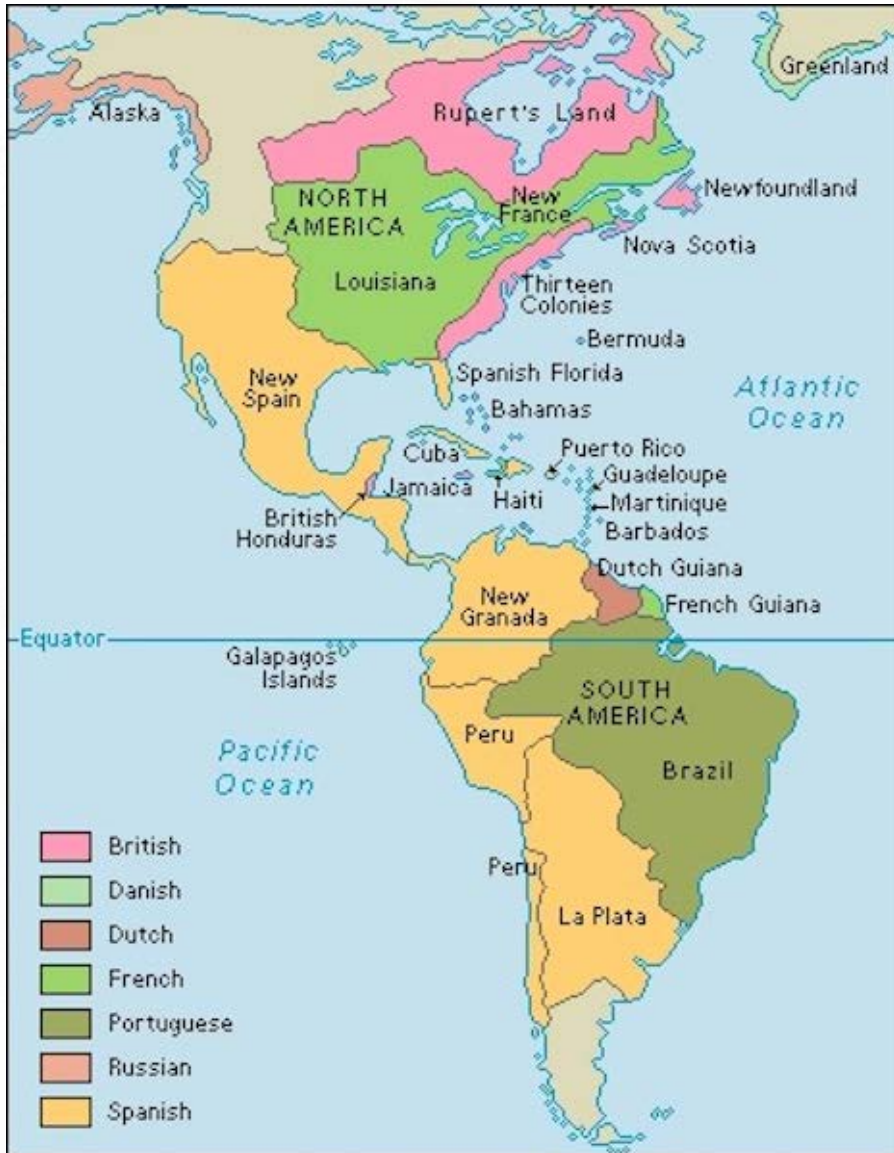 Greenland
Alaska
Rupert's Land
NORTH
AMERICA
New
France
Newfoundland
Nova Scotia
Louisiana
Thirteen
Colonies
Bermuda
New
Spain
Spanish Florida
Atlantic
Ocean
Bahamas
Cuba
Puerto Rico
Guadeloupe
Jamaica
Haiti
Martinique
British
Honduras
Barbados
Dutch Guiana
New
Granada
French Guiana
Equator
Galapagos
Islands
SOUTH
AMERICA
Peru
Pacific
Ocean
Brazil
Peru
La Plata
British
Danish
Dutch
French
Portuguese
Russian
Spanish